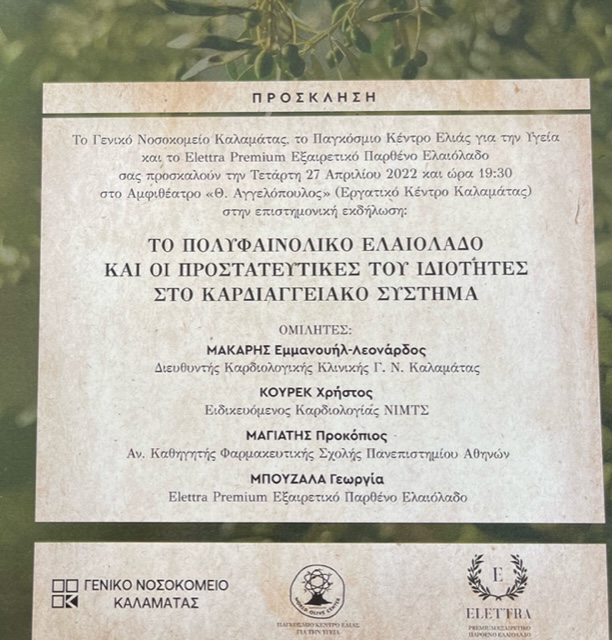 ΠΡΟΣΚΛΗΣΗ
Το Γενικό Νοσοκομείο Καλαμάτας, το Παγκόσμιο Κέντρο Ελιάς για την Υγεία
και το Elettra Premium Εξαιρετικό Παρθένο Ελαιόλαδο
σας προσκαλούν την Τετάρτη 27 Απριλίου 2022 και ώρα 19:30
στο Αμφιθέατρο «Θ. Αγγελόπουλος» (Εργατικό Κέντρο Καλαμάτας)
στην επιστημονική εκδήλωση:
ΤΟ ΠΟΛΥΦΑΙΝΟΛΙΚΟ ΕΛΑΙΟΛΑΔΟ
ΚΑΙ ΟΙ ΠΡΟΣΤΑΤΕΥΤΙΚΕΣ ΤΟΥ ΙΔΙΟΤΗΤΕΣ
ΣΤΟ ΚΑΡΔΙΑΓΓΕΙΑΚΟ ΣΥΣΤΗΜΑ
ΟΜΙΛΗΤΕΣ:
ΜΑΚΑΡΗΣ Εμμανουήλ-Λεονάρδος
Διευθυντής Καρδιολογικής Κλινικής Γ. Ν. Καλαμάτας
ΚΟΥΡΕΚ Χρήστος
Ειδικευόμενος Καρδιολογίας ΝΙΜΤΣ
ΜΑΓΙΑΤΗΣ Προκόπιος
Αν. Καθηγητής Φαρμακευτικής Σχολής Πανεπιστημίου Αθηνών
ΜΠΟΥΖΑΛΑ Γεωργία
Elettra Premium Εξαιρετικό Παρθένο Ελαιόλαδο
ΓΕΝΙΚΟ ΝΟΣΟΚΟΜΕΙΟ
ΚΑΛΑΜΑΤΑΣ
WORLD OLIVE CENTER
ΠΑΓΚΟΣΜΙΟ ΚΕΝΤΡΟ ΕΛΙΑΣ
ΓΙΑ ΤΗΝ ΥΓΕΙΑ
E
ELETTRA
PREMIUM ΕΞΑΙΡΕΤΙΚΟ
ΠΑΡΘΕΝΟ ΕΛΑΙΟΛΑΔΟ